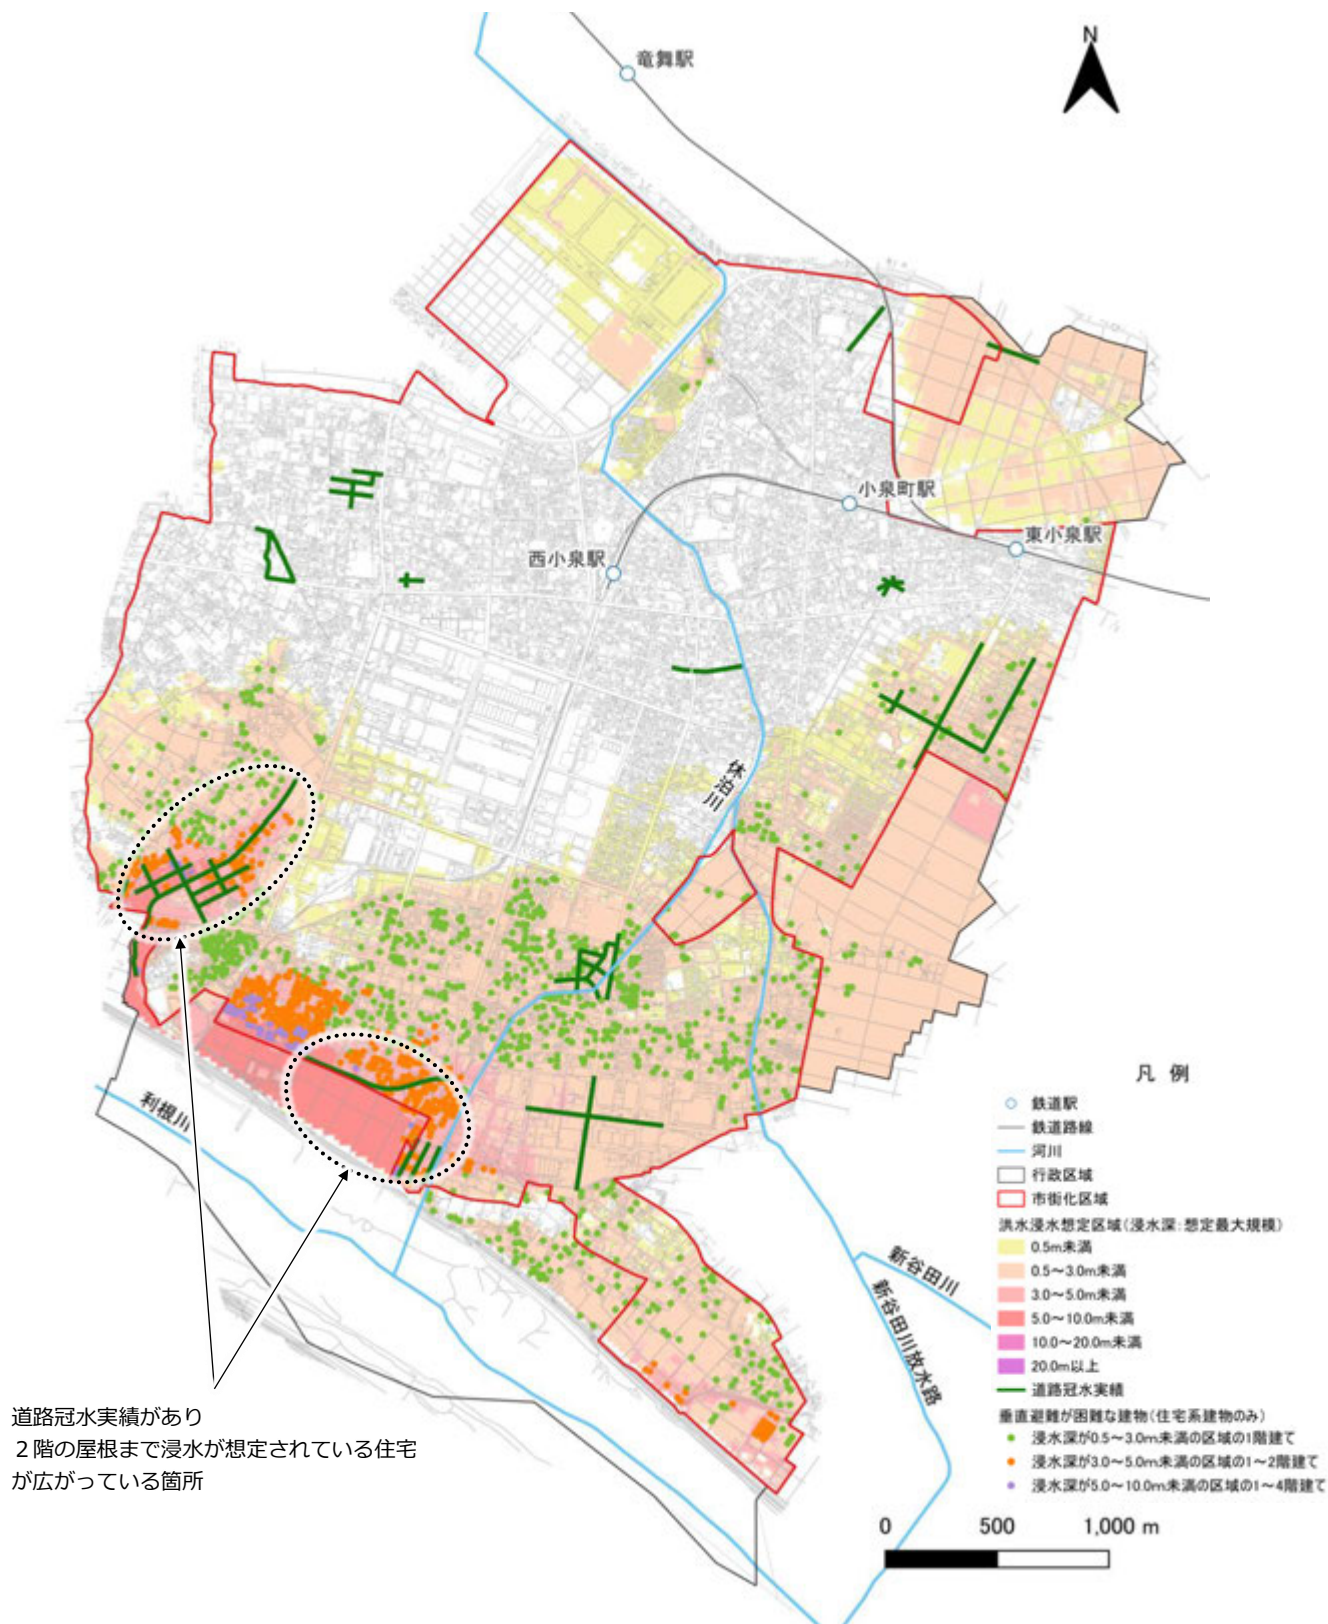 N
竜舞駅
小泉町駅
東小泉駅
西小泉駅
休泊川
利根川
新谷田川
新谷田川放水路
道路冠水実績があり
2階の屋根まで浸水が想定されている住宅
が広がっている箇所
凡 例
鉄道駅
鉄道路線
河川
行政区域
市街化区域
洪水浸水想定区域(浸水深:想定最大規模)
0.5m未満
0.5~3.0m未満
3.0~5.0m未満
5.0~10.0m未満
10.0~20.0m未満
20.0m以上
道路冠水実績
垂直避難が困難な建物(住宅系建物のみ)
浸水深が0.5~3.0m未満の区域の1階建て
浸水深が3.0~5.0m未満の区域の1~2階建て
浸水深が5.0~10.0m未満の区域の1~4階建て
0 500 1,000 m